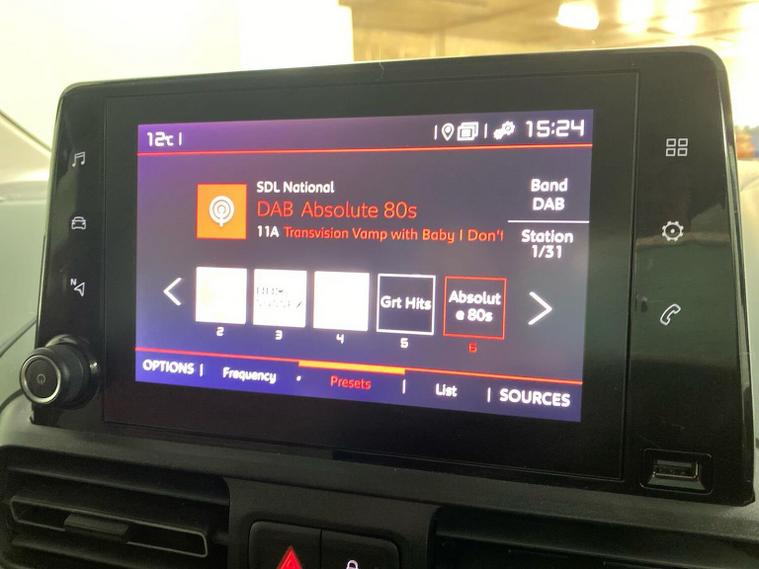 12℃
15:24
SDL National
DAB Absolute 80s
11A Transvision Vamp with Baby I Don't
Band
DAB
Station
1/31
Grt Hits
Absolut
e 80s
2
3
4
5
6
OPTIONS
Frequency
Presets
List
SOURCES
N